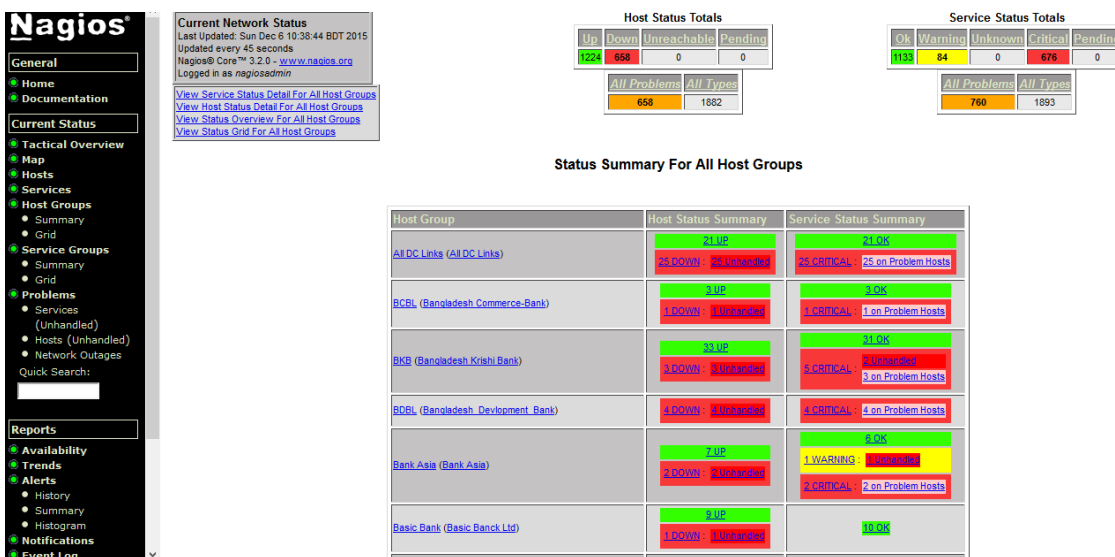 Nagios®
General
Home
Documentation
Current Status
Tactical Overview
Map
Hosts
Services
Host Groups
Summary
Grid
Service Groups
Summary
Grid
Problems
Services
(Unhandled)
Hosts (Unhandled)
Network Outages
Quick Search:
Reports
Availability
Trends
Alerts
History
Summary
Histogram
Notifications
Event Log
Current Network Status
Last Updated: Sun Dec 6 10:38:44 BDT 2015
Updated every 45 seconds
Nagios® Core™ 3.2.0 - www.nagios.org
Logged in as nagiosadmin
View Service Status Detail For All Host Groups
View Host Status Detail For All Host Groups
View Status Overview For All Host Groups
View Status Grid For All Host Groups
Host Status Totals
Up Down Unreachable Pending
1224 658 0 0
All Problems All Types
658 1882
Service Status Totals
Ok Warning Unknown Critical Pending
1133 84 0 676 0
All Problems All Types
760 1893
Status Summary For All Host Groups
Host Group Host Status Summary Service Status Summary
All DC Links (All DC Links)
21 UP
25 DOWN : 25 Unhandled
21 OK
25 CRITICAL : 25 on Problem Hosts
BCBL (Bangladesh Commerce-Bank)
3 UP
1 DOWN : 1 Unhandled
3 OK
1 CRITICAL : 1 on Problem Hosts
BKB (Bangladesh Krishi Bank)
33 UP
3 DOWN : 3 Unhandled
31 OK
5 CRITICAL : 2 Unhandled
3 on Problem Hosts
BDBL (Bangladesh Devlopment Bank)
4 DOWN : 4 Unhandled
4 CRITICAL : 4 on Problem Hosts
Bank Asia (Bank Asia)
7 UP
2 DOWN : 2 Unhandled
6 OK
1 WARNING : 1 Unhandled
2 CRITICAL : 2 on Problem Hosts
Basic Bank (Basic Banck Ltd)
9 UP
1 DOWN : 1 Unhandled
10 OK